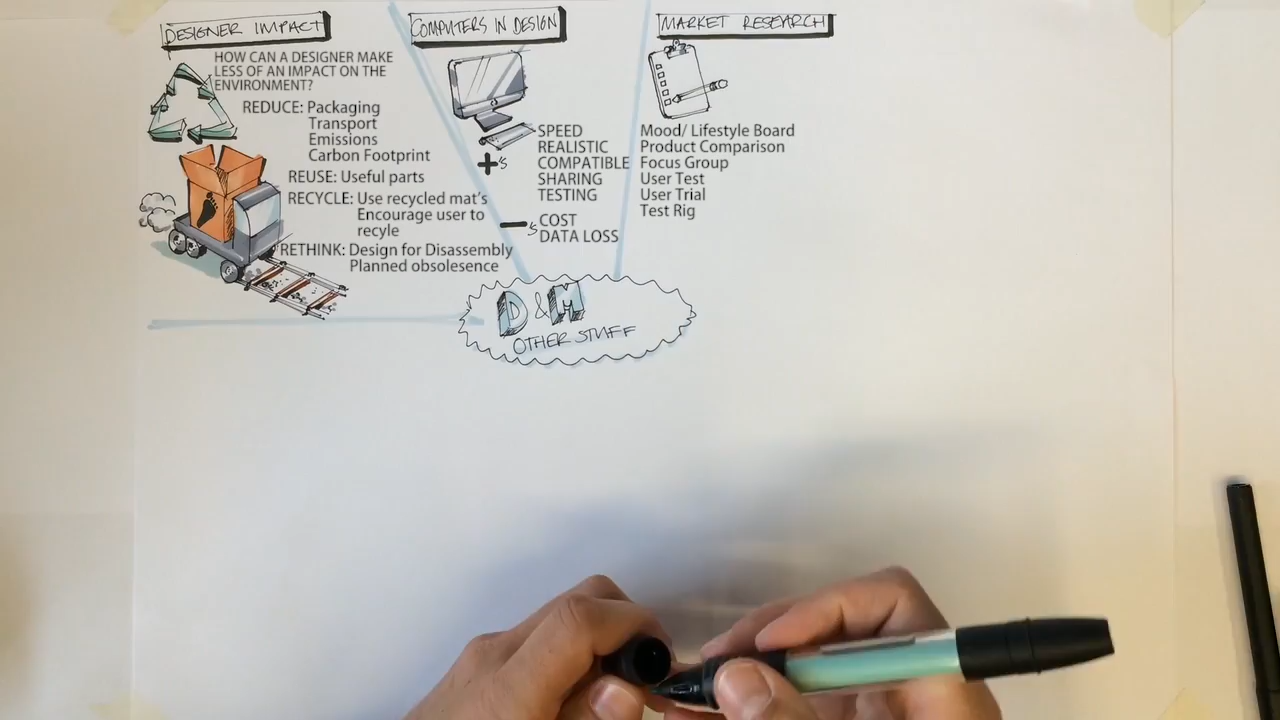 DESIGNER IMPACT
HOW CAN A DESIGNER MAKE
LESS OF AN IMPACT ON THE
ENVIRONMENT?
REDUCE: Packaging
Transport
Emissions
Carbon Footprint
REUSE: Useful parts
RECYCLE: Use recycled mat's
Encourage user to
recyle
RETHINK: Design for Disassembly
Planned obsolesence
COMPUTERS IN DESIGN
+'s
SPEED
REALISTIC
COMPATIBLE
SHARING
TESTING
-'s
COST
DATA LOSS
MARKET RESEARCH
Mood/ Lifestyle Board
Product Comparison
Focus Group
User Test
User Trial
Test Rig
D & M
OTHER STUFF